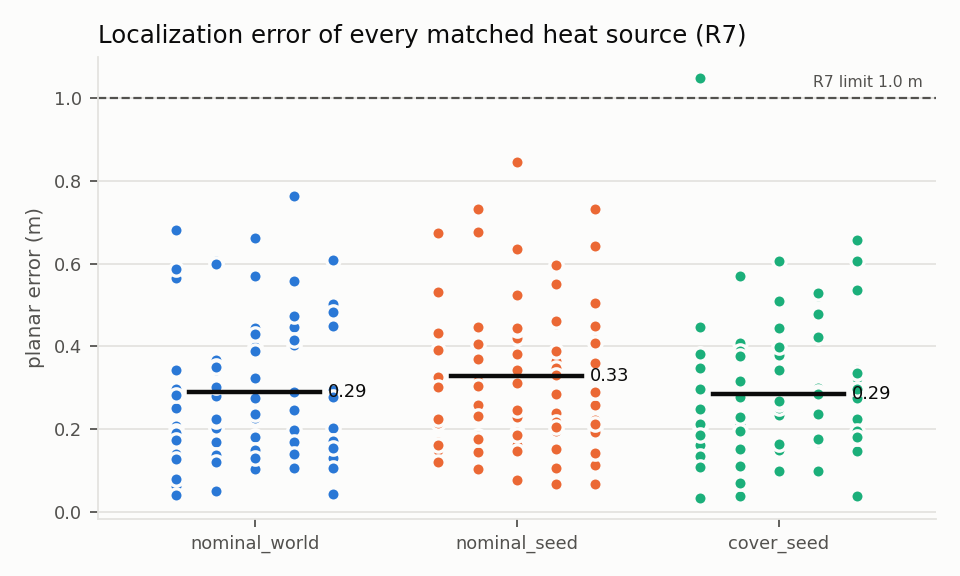 Localization error of every matched heat source (R7)
R7 limit 1.0 m
1.0
0.8
0.6
0.4
0.2
0.0
planar error (m)
0.29
0.33
0.29
nominal_world
nominal_seed
cover_seed